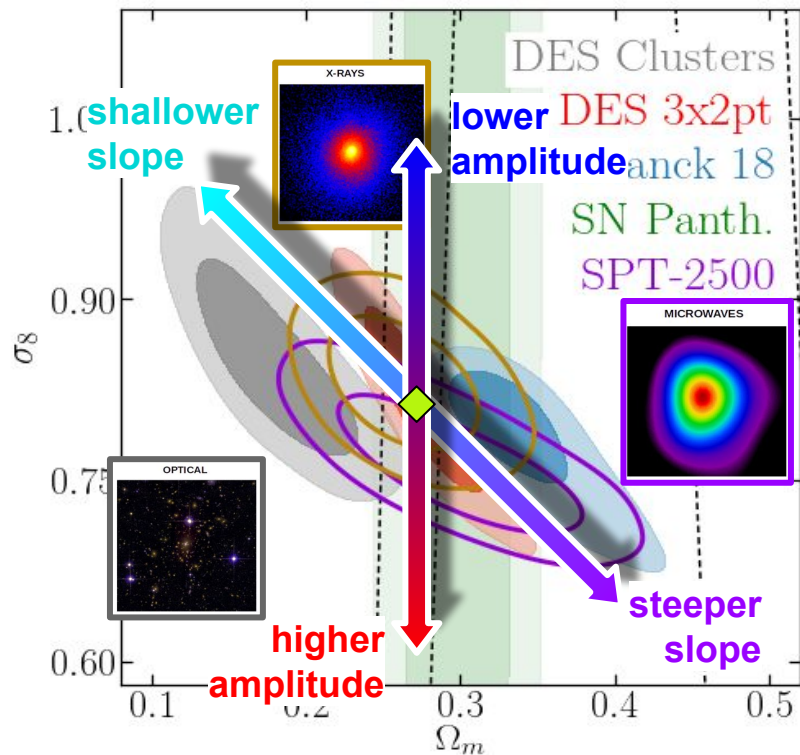 DES Clusters
X-RAYS
1.0
shallower
slope
lower
amplitude
DES 3x2pt
anck 18
SN Panth.
SPT-2500
0.90
MICROWAVES
σ8
0.75
OPTICAL
steeper
slope
higher
amplitude
0.60
0.1
0.2
0.3
0.4
0.5
Ωm